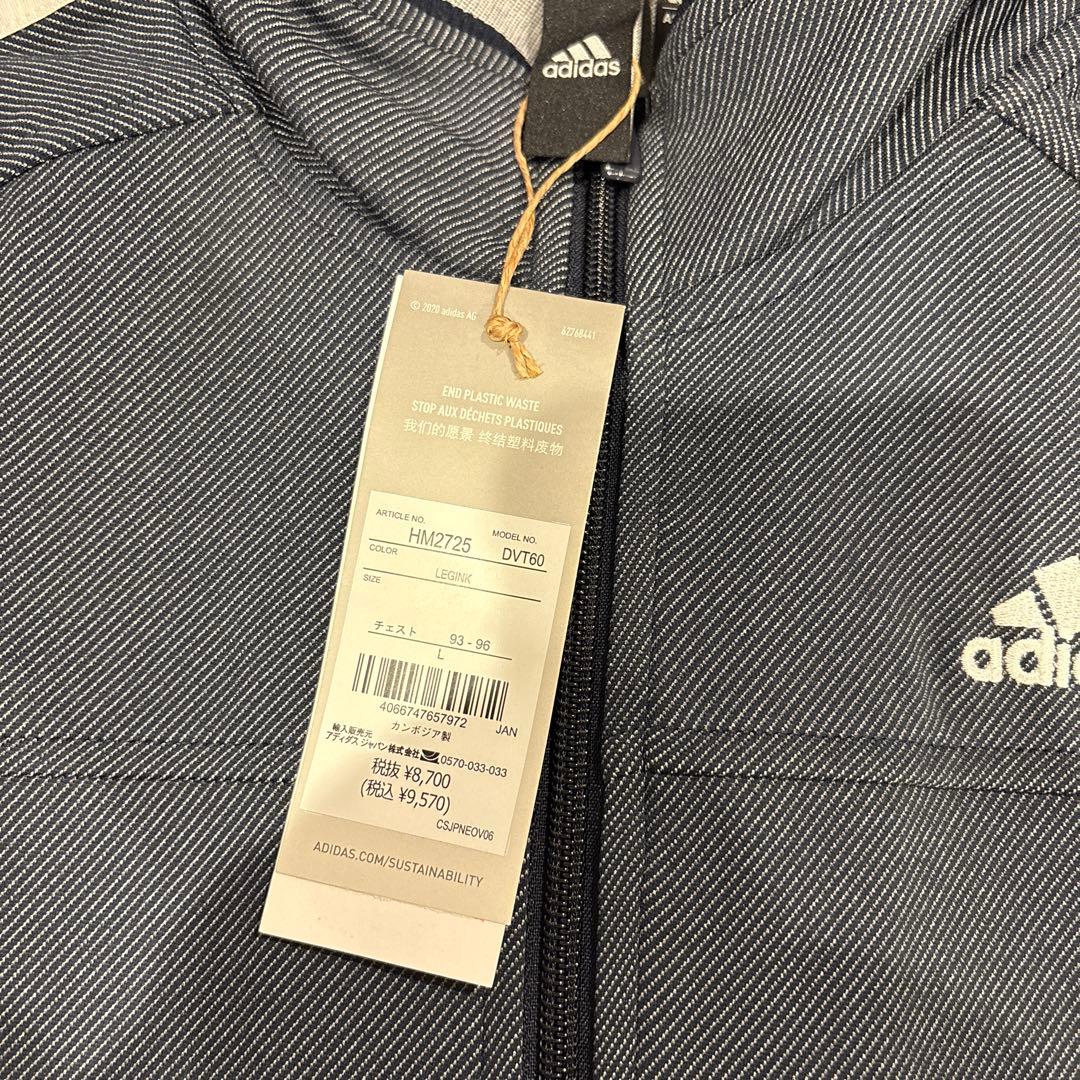 adidas
© 2020 adidas AG
62768441
END PLASTIC WASTE
STOP AUX DÉCHETS PLASTIQUES
我们的愿景 终结塑料废物
ARTICLE NO.
HM2725
MODEL NO.
DVT60
COLOR
LEGINK
SIZE
チェスト 93 - 96
L
4066747657972 JAN
カンボジア製
輸入販売元
アディダス ジャパン株式会社 0570-033-033
税抜 ¥8,700
(税込 ¥9,570)
CSJPNEOV06
ADIDAS.COM/SUSTAINABILITY